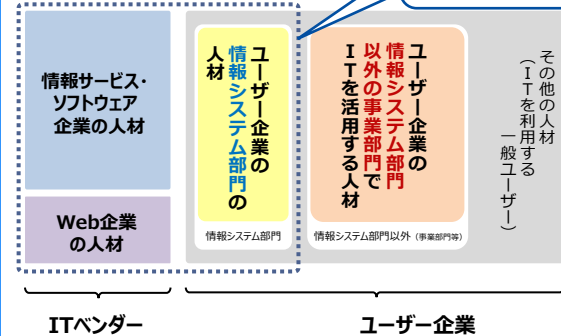 情報サービス・
ソフトウェア
企業の人材
Web企業
の人材
ユーザー企業の
情報システム部門の
人材
情報システム部門
ユーザー企業の
情報システム部門
以外の事業部門で
ITを活用する人材
情報システム部門以外（事業部門等）
その他の人材
（ITを利用する
一般ユーザー）
ITベンダー
ユーザー企業